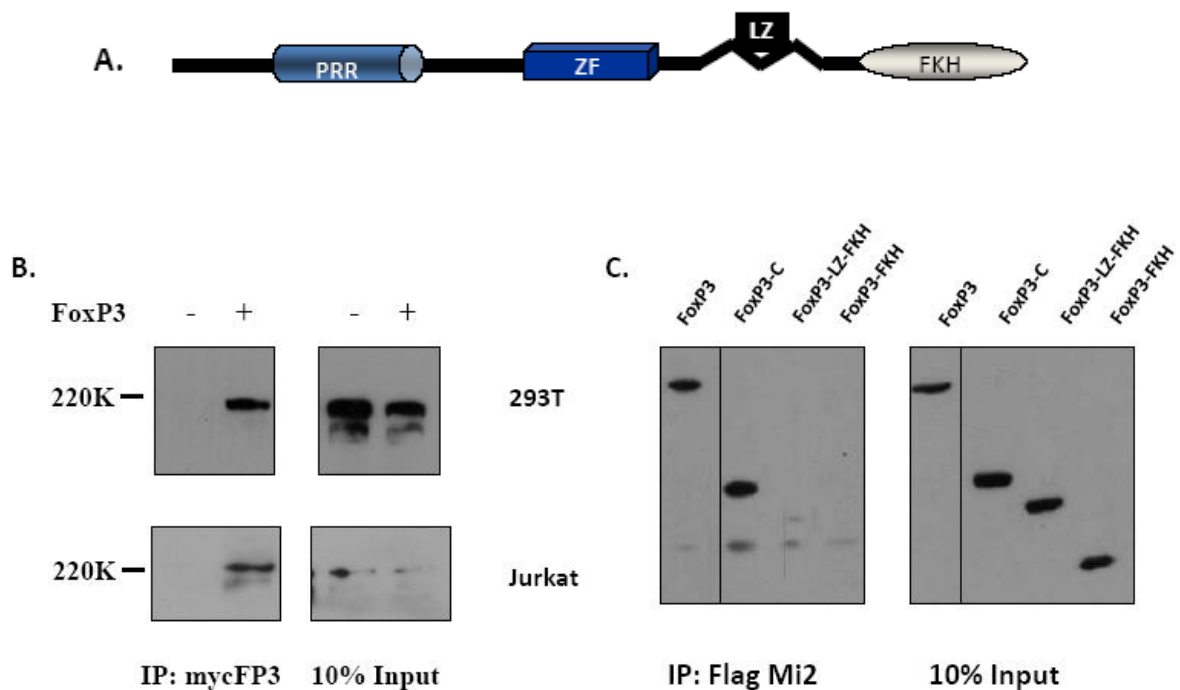 A.
PRR
ZF
LZ
FKH
B.
FoxP3 - + - +
220K
293T
220K
Jurkat
IP: mycFP3 10% Input
C.
FoxP3
FoxP3-C
FoxP3-LZ-FKH
FoxP3-FKH
FoxP3
FoxP3-C
FoxP3-LZ-FKH
FoxP3-FKH
IP: Flag Mi2 10% Input